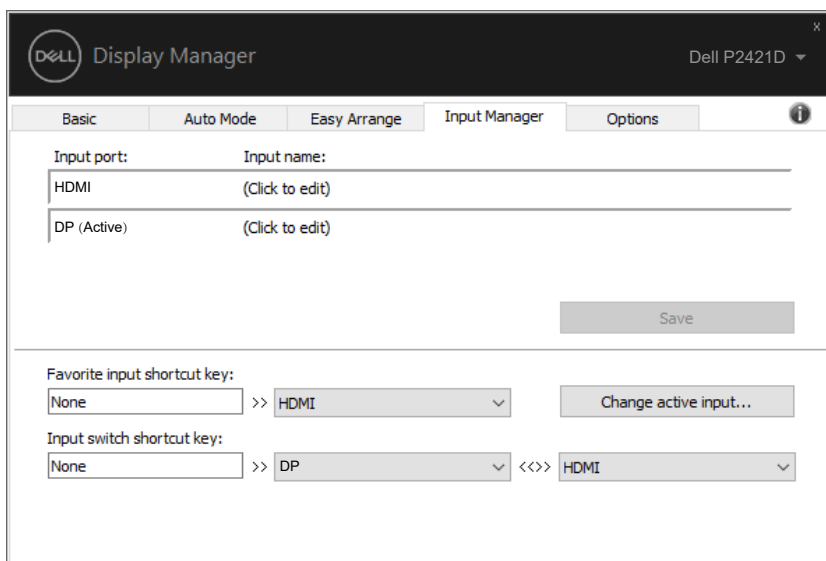 x
DELL Display Manager Dell P2421D
Basic Auto Mode Easy Arrange Input Manager Options i
Input port: Input name:
HDMI (Click to edit)
DP (Active) (Click to edit)
Save
Favorite input shortcut key:
None >> HDMI Change active input...
Input switch shortcut key:
None >> DP <<>> HDMI